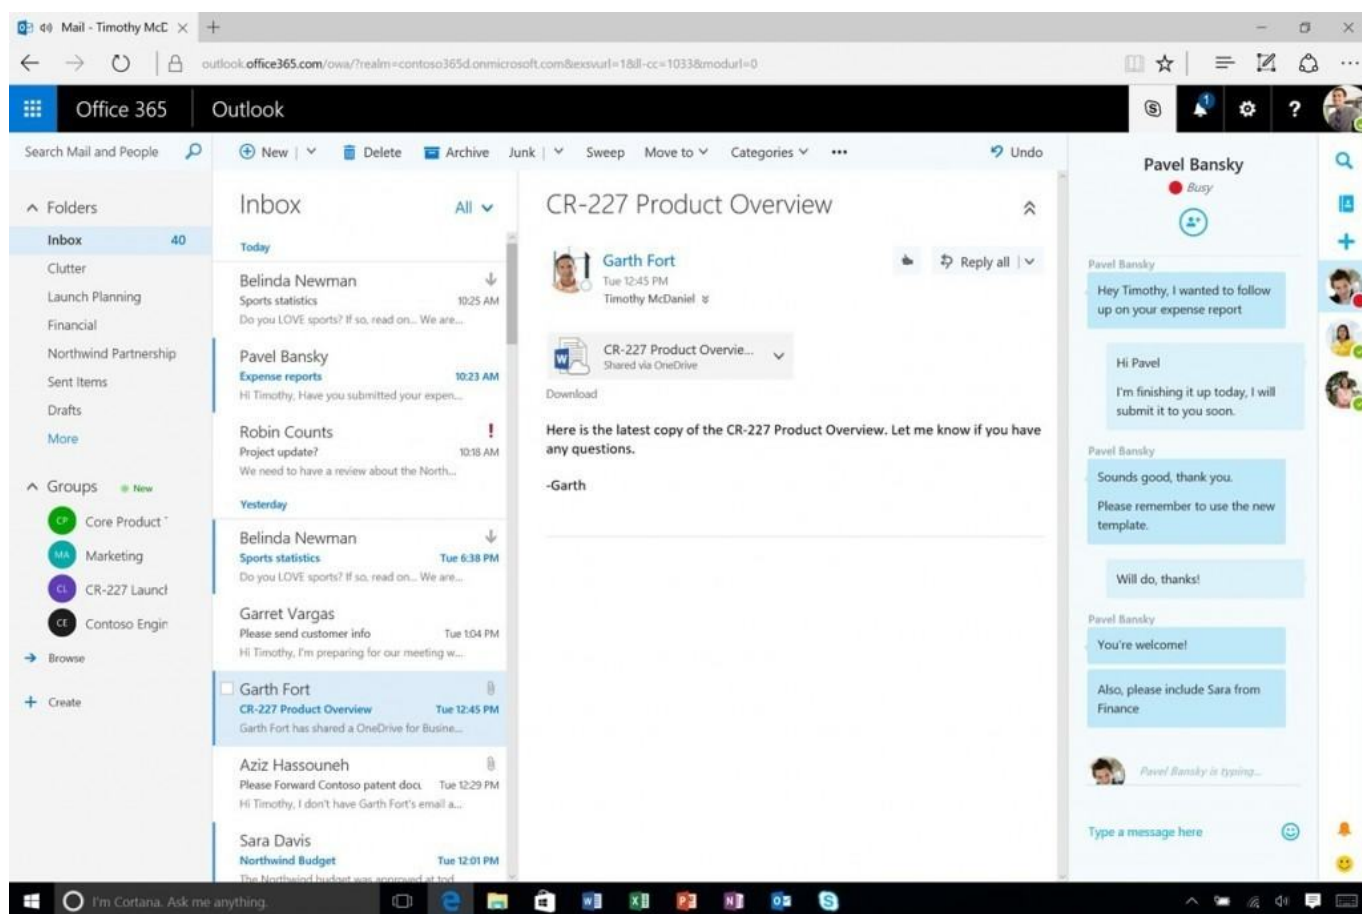 Mail - Timothy McD
outlook.office365.com/owa/?realm=contoso365d.onmicrosoft.com&exsvurl=1&ll-cc=1033&modurl=0
Office 365
Outlook
1
?
Search Mail and People
New
Delete
Archive
Junk
Sweep
Move to
Categories
Undo
Folders
Inbox 40
Clutter
Launch Planning
Financial
Northwind Partnership
Sent Items
Drafts
More
Groups New
CP Core Product
MA Marketing
CL CR-227 Launch
CE Contoso Engin
Browse
Create
Inbox
All
Today
Belinda Newman
Sports statistics 10:25 AM
Do you LOVE sports? If so, read on... We are...
Pavel Bansky
Expense reports 10:23 AM
Hi Timothy, Have you submitted your expen...
Robin Counts
Project update? 10:18 AM
We need to have a review about the North...
Yesterday
Belinda Newman
Sports statistics Tue 6:38 PM
Do you LOVE sports? If so, read on... We are...
Garret Vargas
Please send customer info Tue 1:04 PM
Hi Timothy, I'm preparing for our meeting w...
Garth Fort
CR-227 Product Overview Tue 12:45 PM
Garth Fort has shared a OneDrive for Busine...
Aziz Hassouneh
Please Forward Contoso patent docu Tue 12:29 PM
Hi Timothy, I don't have Garth Fort's email a...
Sara Davis
Northwind Budget Tue 12:01 PM
The Northwind budget was approved at tod
CR-227 Product Overview
Garth Fort
Tue 12:45 PM
Timothy McDaniel
Reply all
CR-227 Product Overvie...
Shared via OneDrive
Download
Here is the latest copy of the CR-227 Product Overview. Let me know if you have
any questions.
-Garth
Pavel Bansky
Busy
Pavel Bansky
Hey Timothy, I wanted to follow
up on your expense report
Hi Pavel
I'm finishing it up today, I will
submit it to you soon.
Pavel Bansky
Sounds good, thank you.
Please remember to use the new
template.
Will do, thanks!
Pavel Bansky
You're welcome!
Also, please include Sara from
Finance
Pavel Bansky is typing...
Type a message here
I'm Cortana. Ask me anything.